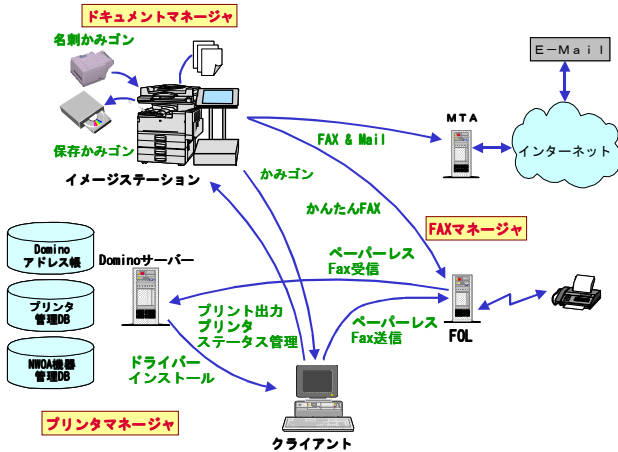 ドキュメントマネージャ
名刺かみゴン
E－Mail
MTA
FAX & Mail
インターネット
保存かみゴン
イメージステーション
かみゴン
かんたんFAX
FAXマネージャ
Domino
アドレス帳
Dominoサーバー
ペーパーレス
Fax受信
プリンタ
管理DB
プリント出力
プリンタ
ステータス管理
ペーパーレス
Fax送信
FOL
NWOA機器
管理DB
ドライバー
インストール
プリンタマネージャ
クライアント